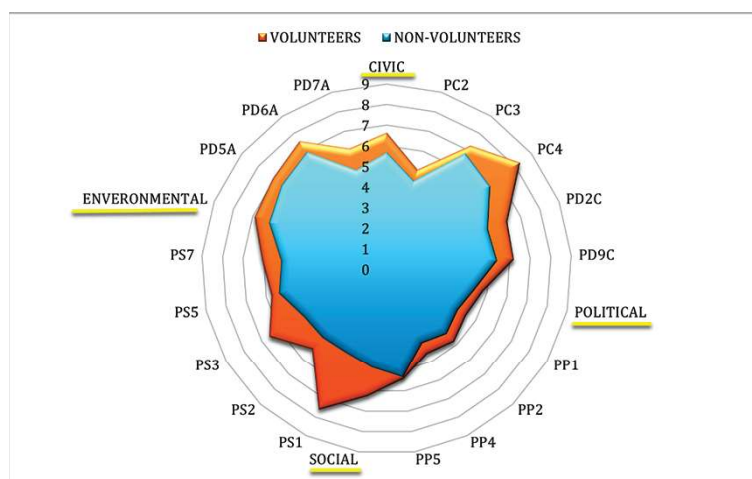 VOLUNTEERS NON-VOLUNTEERS
CIVIC
PC2
PC3
PC4
PD2C
PD9C
POLITICAL
PP1
PP2
PP4
PP5
SOCIAL
PS1
PS2
PS3
PS5
PS7
ENVERONMENTAL
PD5A
PD6A
PD7A
9
8
7
6
5
4
3
2
1
0